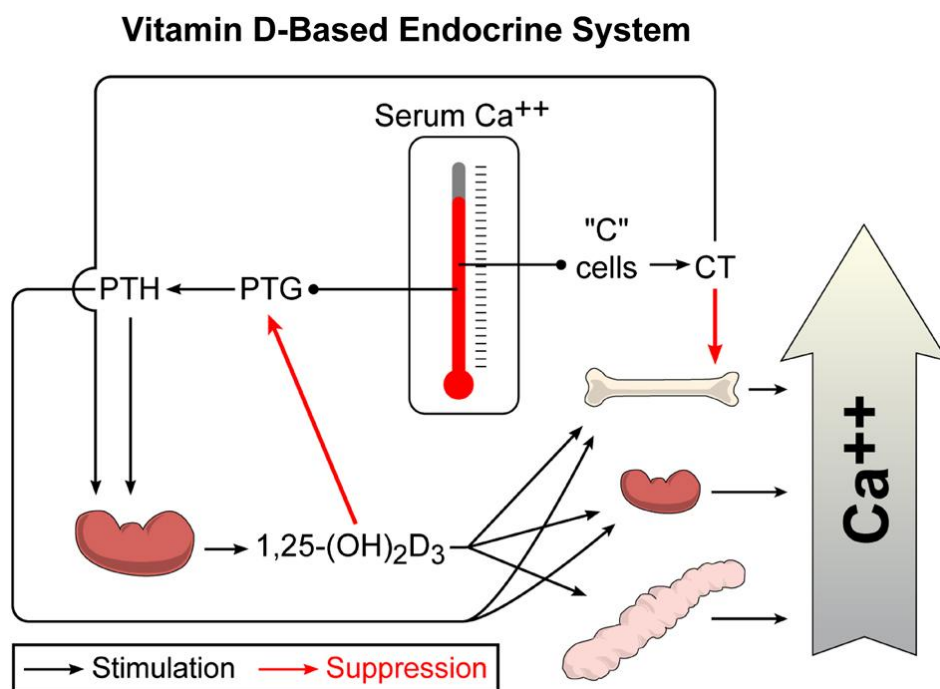 Vitamin D-Based Endocrine System
Serum Ca⁺⁺
"C"
cells
CT
PTH
PTG
1,25-(OH)₂D₃
Ca⁺⁺
Stimulation
Suppression